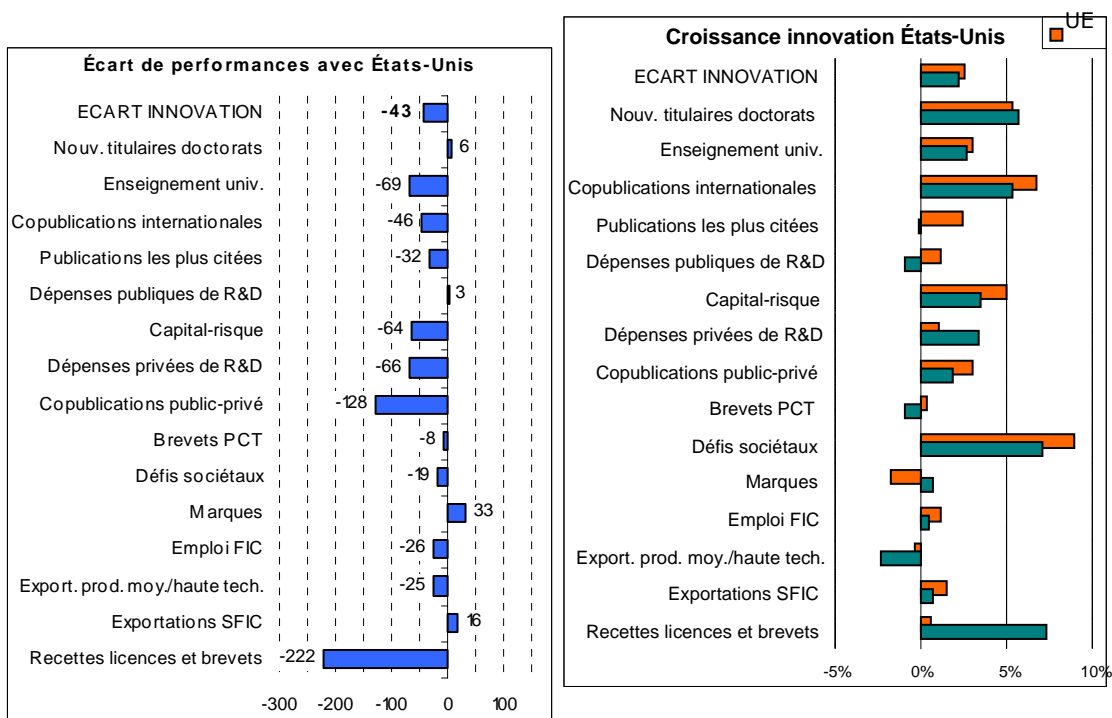 Écart de performances avec États-Unis
ECART INNOVATION -43
Nouv. titulaires doctorats 6
Enseignement univ. -69
Copublications internationales -46
Publications les plus citées -32
Dépenses publiques de R&D 3
Capital-risque -64
Dépenses privées de R&D -66
Copublications public-privé -128
Brevets PCT -8
Défis sociétaux -19
Marques 33
Emploi FIC -26
Export. prod. moy./haute tech. -25
Exportations SFIC 16
Recettes licences et brevets -222
-300 -200 -100 0 100
UE
Croissance innovation États-Unis
ECART INNOVATION
Nouv. titulaires doctorats
Enseignement univ.
Copublications internationales
Publications les plus citées
Dépenses publiques de R&D
Capital-risque
Dépenses privées de R&D
Copublications public-privé
Brevets PCT
Défis sociétaux
Marques
Emploi FIC
Export. prod. moy./haute tech.
Exportations SFIC
Recettes licences et brevets
-5% 0% 5% 10%